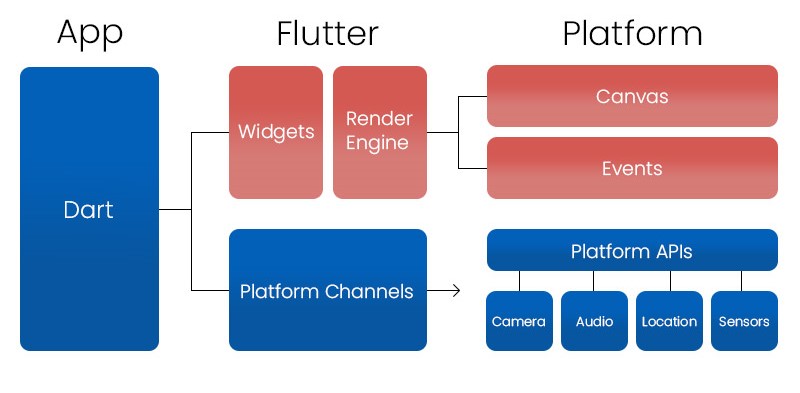 App
Flutter
Platform
Dart
Widgets
Render
Engine
Canvas
Events
Platform Channels
Platform APIs
Camera
Audio
Location
Sensors